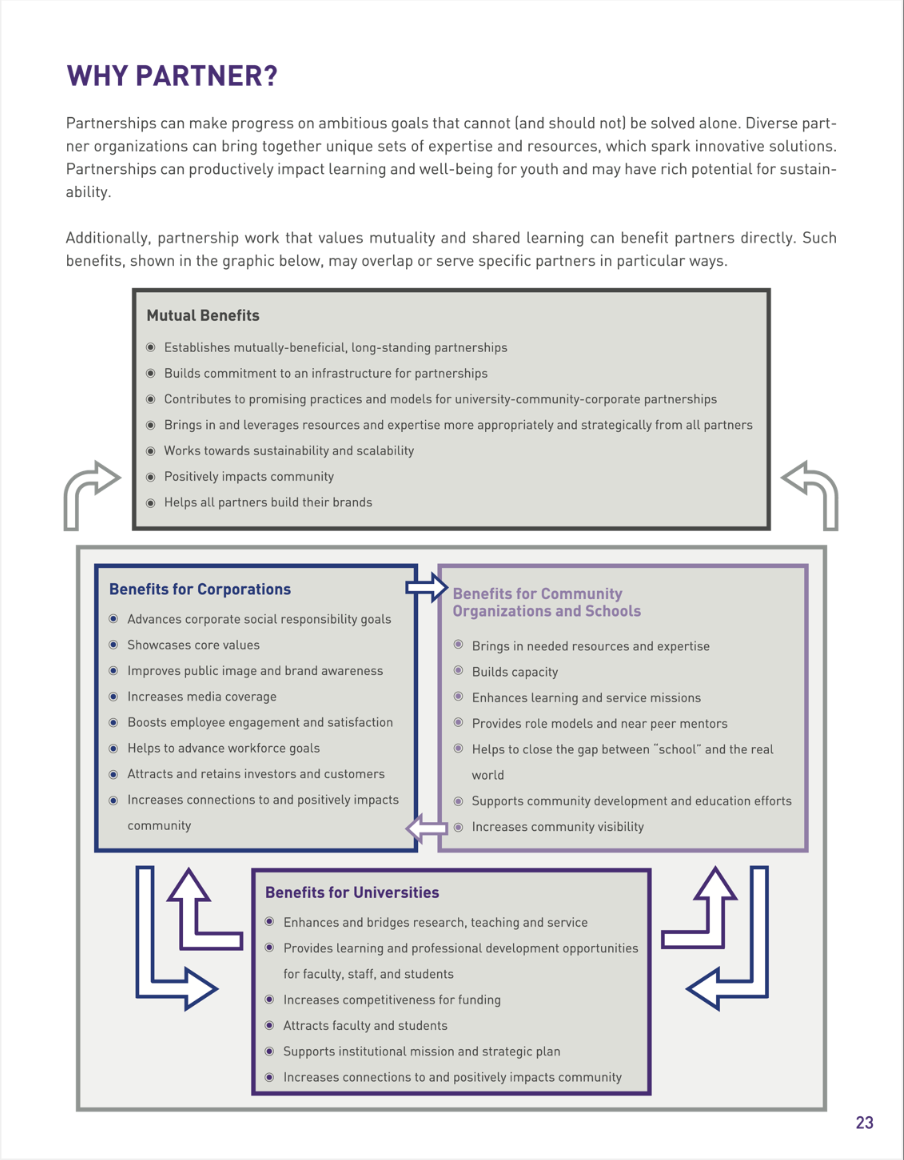 WHY PARTNER?
Partnerships can make progress on ambitious goals that cannot (and should not) be solved alone. Diverse part-
ner organizations can bring together unique sets of expertise and resources, which spark innovative solutions.
Partnerships can productively impact learning and well-being for youth and may have rich potential for sustain-
ability.
Additionally, partnership work that values mutuality and shared learning can benefit partners directly. Such
benefits, shown in the graphic below, may overlap or serve specific partners in particular ways.
Mutual Benefits
Establishes mutually-beneficial, long-standing partnerships
Builds commitment to an infrastructure for partnerships
Contributes to promising practices and models for university-community-corporate partnerships
Brings in and leverages resources and expertise more appropriately and strategically from all partners
Works towards sustainability and scalability
Positively impacts community
Helps all partners build their brands
Benefits for Corporations
Advances corporate social responsibility goals
Showcases core values
Improves public image and brand awareness
Increases media coverage
Boosts employee engagement and satisfaction
Helps to advance workforce goals
Attracts and retains investors and customers
Increases connections to and positively impacts
community
Benefits for Community
Organizations and Schools
Brings in needed resources and expertise
Builds capacity
Enhances learning and service missions
Provides role models and near peer mentors
Helps to close the gap between "school" and the real
world
Supports community development and education efforts
Increases community visibility
Benefits for Universities
Enhances and bridges research, teaching and service
Provides learning and professional development opportunities
for faculty, staff, and students
Increases competitiveness for funding
Attracts faculty and students
Supports institutional mission and strategic plan
Increases connections to and positively impacts community
23